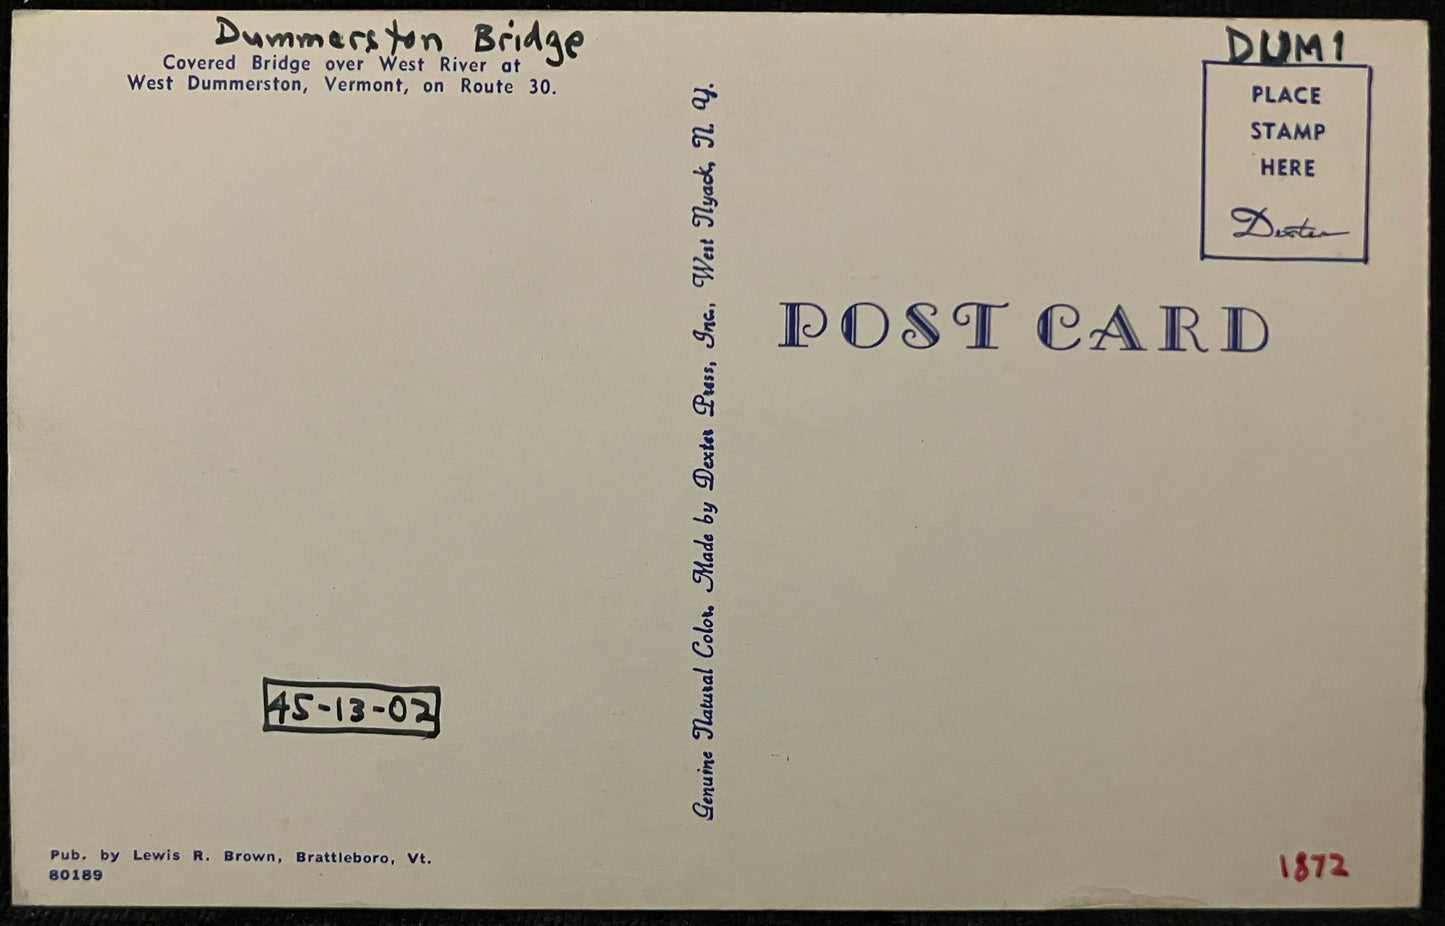 Dummerston Bridge
Covered Bridge over West River at
West Dummerston, Vermont, on Route 30.
45-13-02
Pub. by Lewis R. Brown, Brattleboro, Vt.
80189
Genuine Natural Color. Made by Dexter Press, Inc., West Nyack, N. Y.
DUM1
PLACE
STAMP
HERE
Dexter
POST CARD
1872